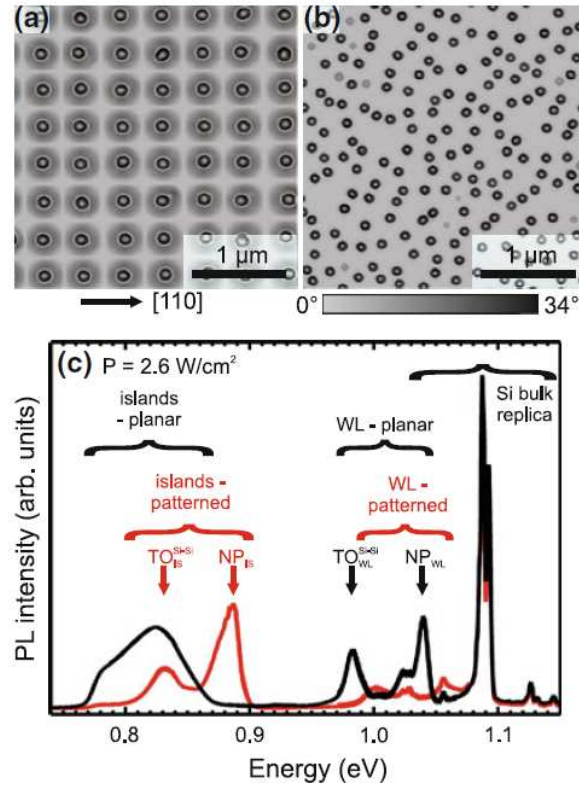 (a)
(b)
1 µm
1 µm
[110]
0°
34°
(c) P = 2.6 W/cm²
islands
- planar
WL - planar
Si bulk
replica
islands-
patterned
WL -
patterned
TO_IS^Si-Si
NP_IS
TO_WL^Si-Si
NP_WL
PL intensity (arb. units)
0.8
0.9
1.0
1.1
Energy (eV)